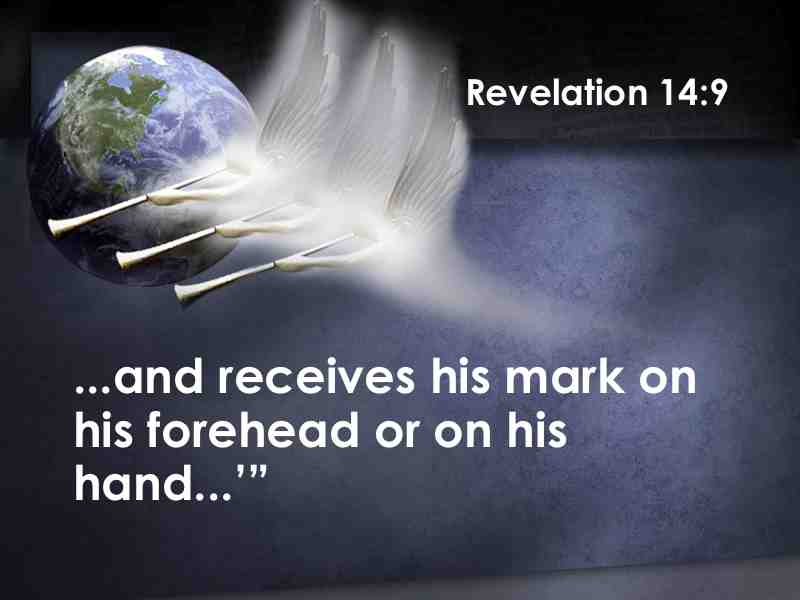 Revelation 14:9
...and receives his mark on
his forehead or on his
hand...’”